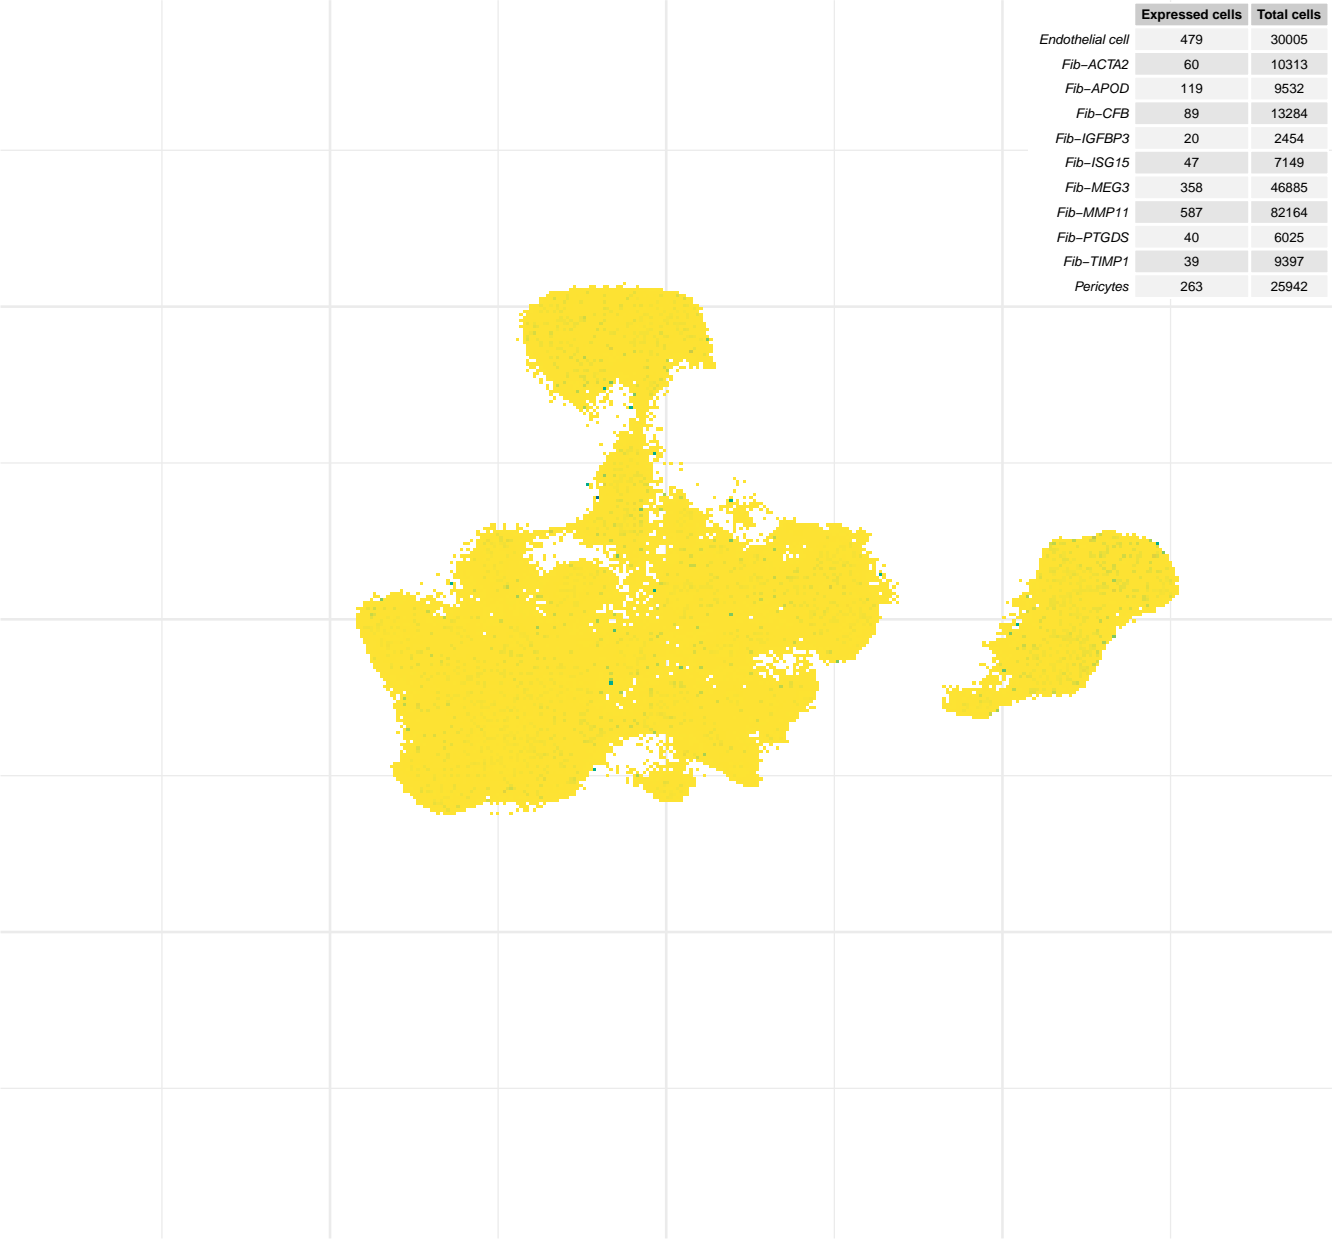 Expressed cells Total cells
Endothelial cell 479 30005
Fib−ACTA2 60 10313
Fib−APOD 119 9532
Fib−CFB 89 13284
Fib−IGFBP3 20 2454
Fib−ISG15 47 7149
Fib−MEG3 358 46885
Fib−MMP11 587 82164
Fib−PTGDS 40 6025
Fib−TIMP1 39 9397
Pericytes 263 25942